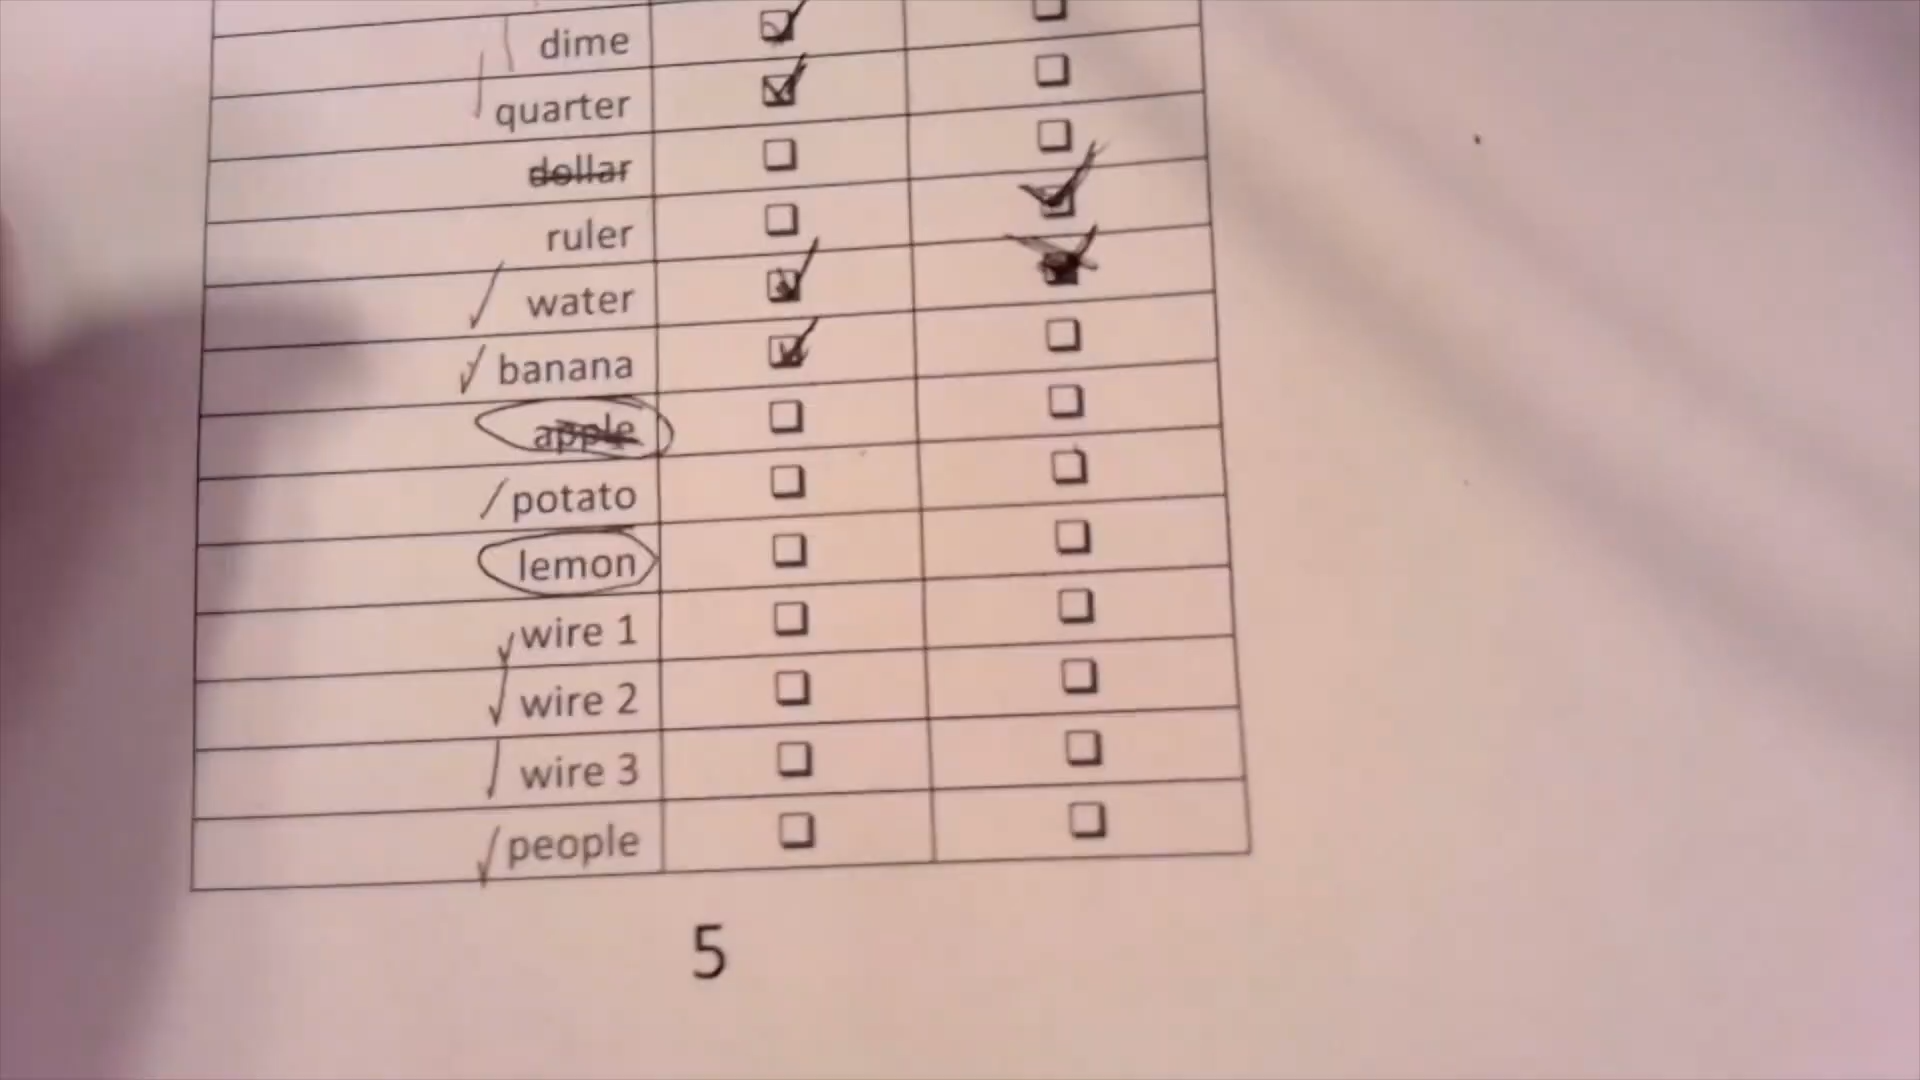 dime
quarter
dollar
ruler
water
banana
apple
potato
lemon
wire 1
wire 2
wire 3
people
5